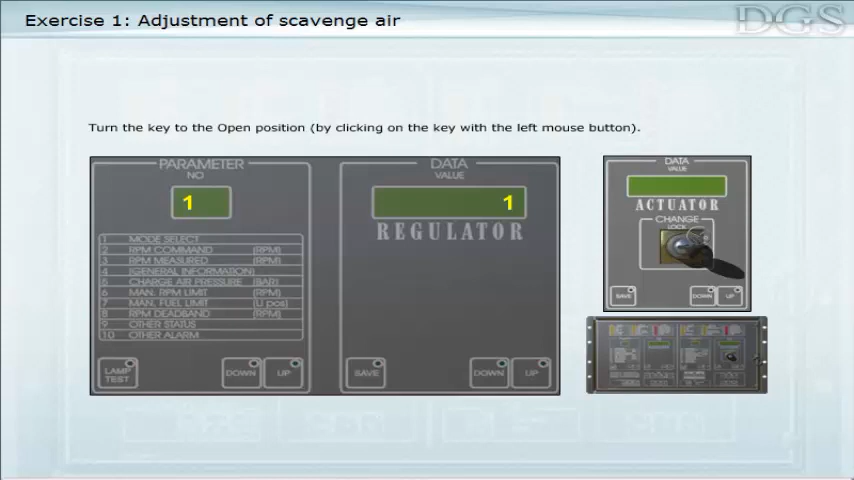 Exercise 1: Adjustment of scavenge air
DGS
Turn the key to the Open position (by clicking on the key with the left mouse button).
PARAMETER
NO
1
1 MODE SELECT
2 RPM COMMAND (RPM)
3 RPM MEASURED (RPM)
4 (GENERAL INFORMATION)
5 CHARGE AIR PRESSURE (BAR)
6 MAN. RPM LIMIT (RPM)
7 MAN. FUEL LIMIT (LI pos)
8 RPM DEADBAND (RPM)
9 OTHER STATUS
10 OTHER ALARM
LAMP
TEST
DOWN
UP
DATA
VALUE
1
REGULATOR
SAVE
DOWN
UP
DATA
VALUE
ACTUATOR
CHANGE
LOCK
SAVE
DOWN
UP